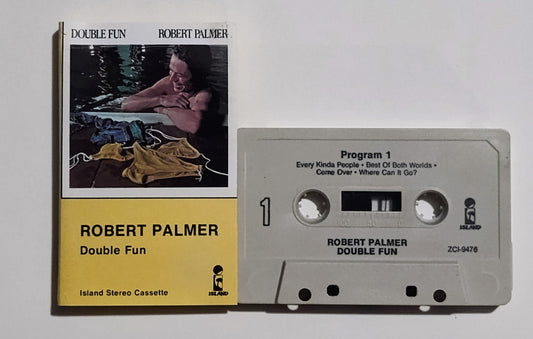 DOUBLE FUN ROBERT PALMER
ROBERT PALMER
Double Fun
Island Stereo Cassette
ISLAND
Program 1
Every Kinda People • Best Of Both Worlds •
Come Over • Where Can It Go?
1
ISLAND
ROBERT PALMER
DOUBLE FUN
ZCI-9476